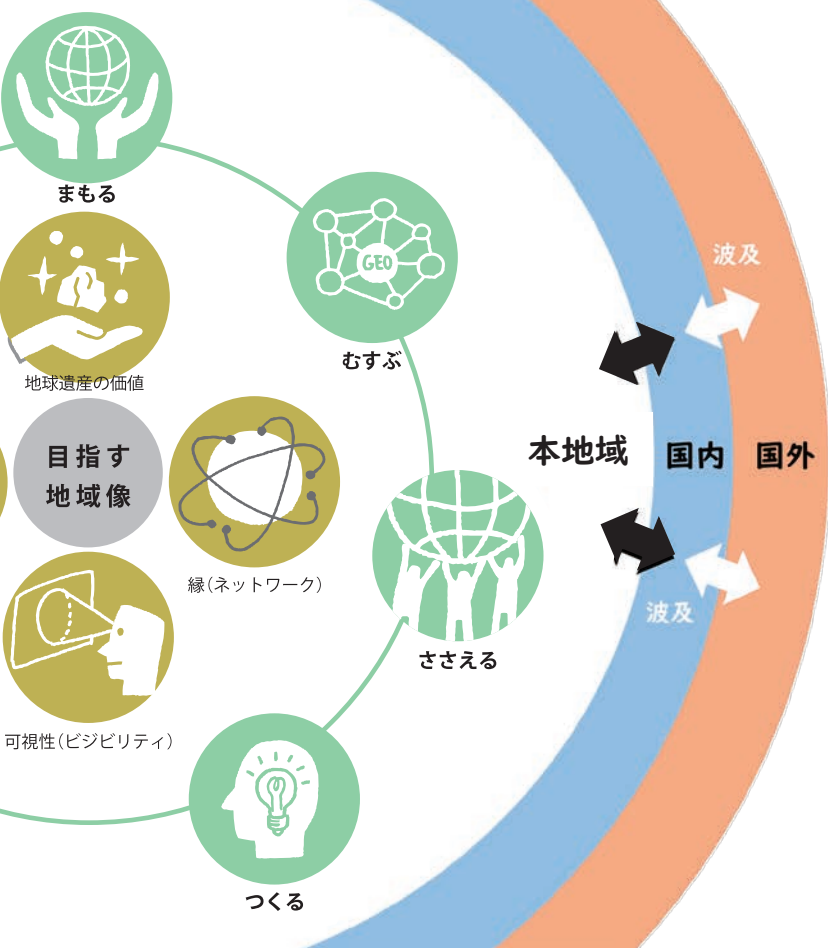 まもる
GEO
むすぶ
地球遺産の価値
目指す
地域像
縁（ネットワーク）
可視性（ビジビリティ）
ささえる
つくる
波及
本地域
国内
国外
波及